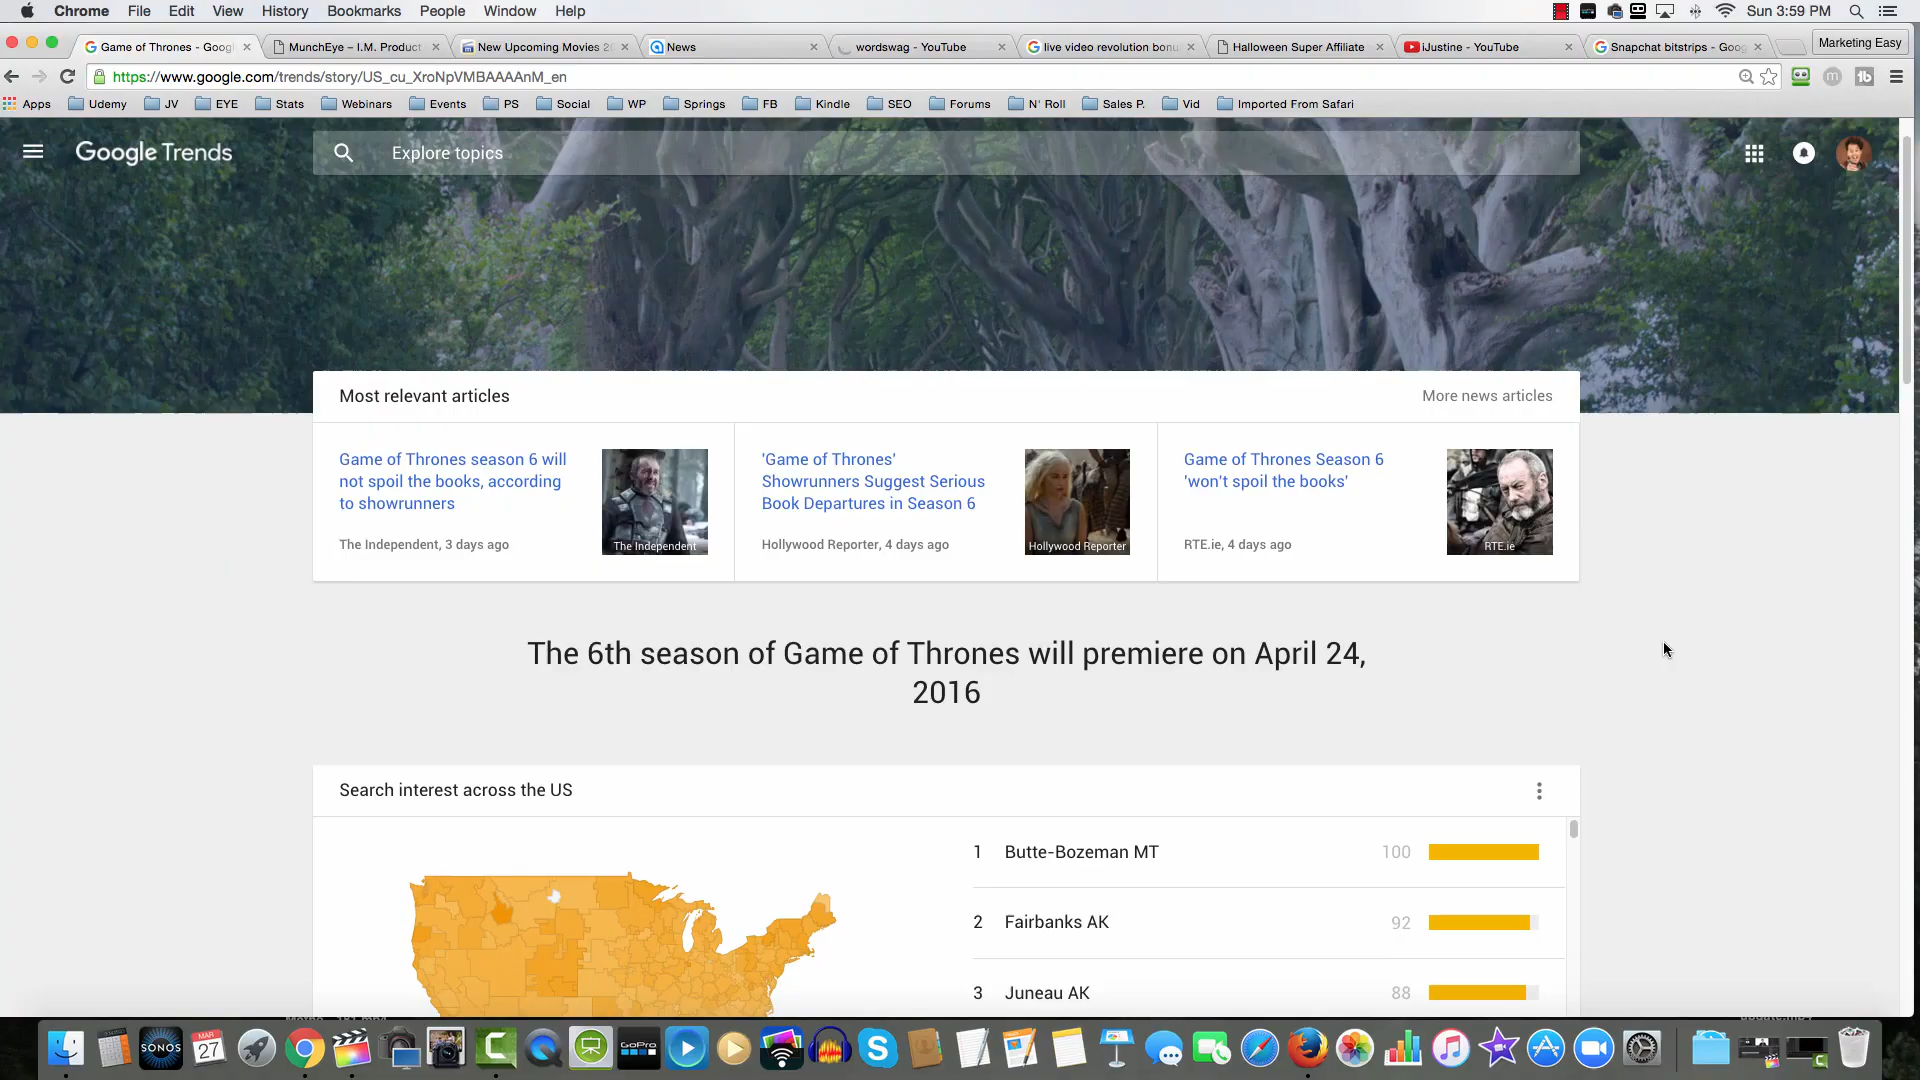 Chrome File Edit View History Bookmarks People Window Help Sun 3:59 PM
Game of Thrones - Googl MunchEye – I.M. Product New Upcoming Movies 2 News wordswag - YouTube live video revolution bonu Halloween Super Affiliate iJustine - YouTube Snapchat bitstrips - Goog Marketing Easy
https://www.google.com/trends/story/US_cu_XroNpVMBAAAAnM_en
Apps Udemy JV EYE Stats Webinars Events PS Social WP Springs FB Kindle SEO Forums N' Roll Sales P. Vid Imported From Safari
Google Trends Explore topics
Most relevant articles More news articles
Game of Thrones season 6 will
not spoil the books, according
to showrunners
The Independent, 3 days ago
The Independent
'Game of Thrones'
Showrunners Suggest Serious
Book Departures in Season 6
Hollywood Reporter, 4 days ago
Hollywood Reporter
Game of Thrones Season 6
'won't spoil the books'
RTE.ie, 4 days ago
RTE.ie
The 6th season of Game of Thrones will premiere on April 24,
2016
Search interest across the US
1 Butte-Bozeman MT 100
2 Fairbanks AK 92
3 Juneau AK 88
SONOS
MAR
27
GoPro